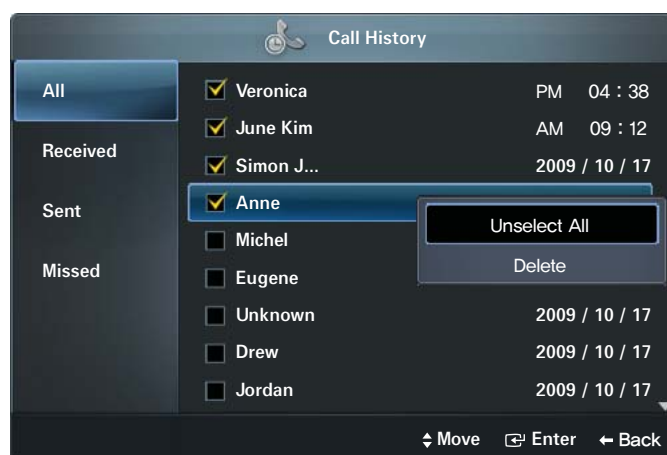 Call History
All
Received
Sent
Missed
Veronica PM 04 : 38
June Kim AM 09 : 12
Simon J... 2009 / 10 / 17
Anne
Michel
Eugene
Unknown 2009 / 10 / 17
Drew 2009 / 10 / 17
Jordan 2009 / 10 / 17
Unselect All
Delete
Move Enter Back